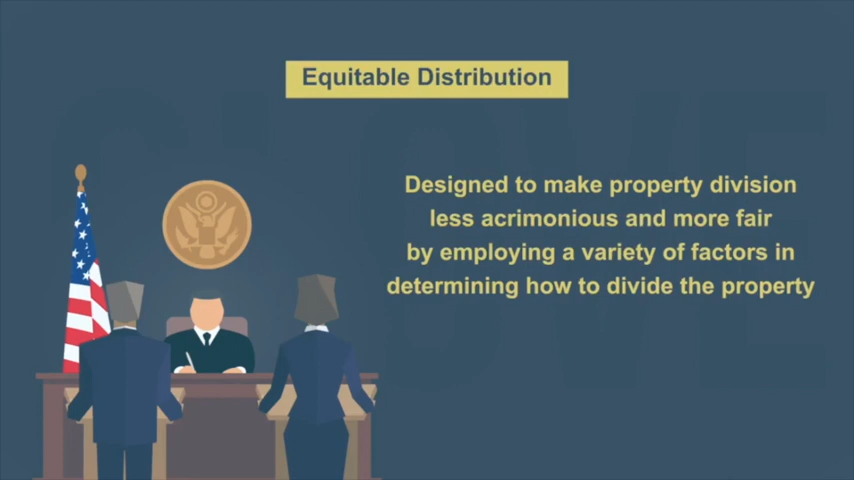 Equitable Distribution
Designed to make property division
less acrimonious and more fair
by employing a variety of factors in
determining how to divide the property